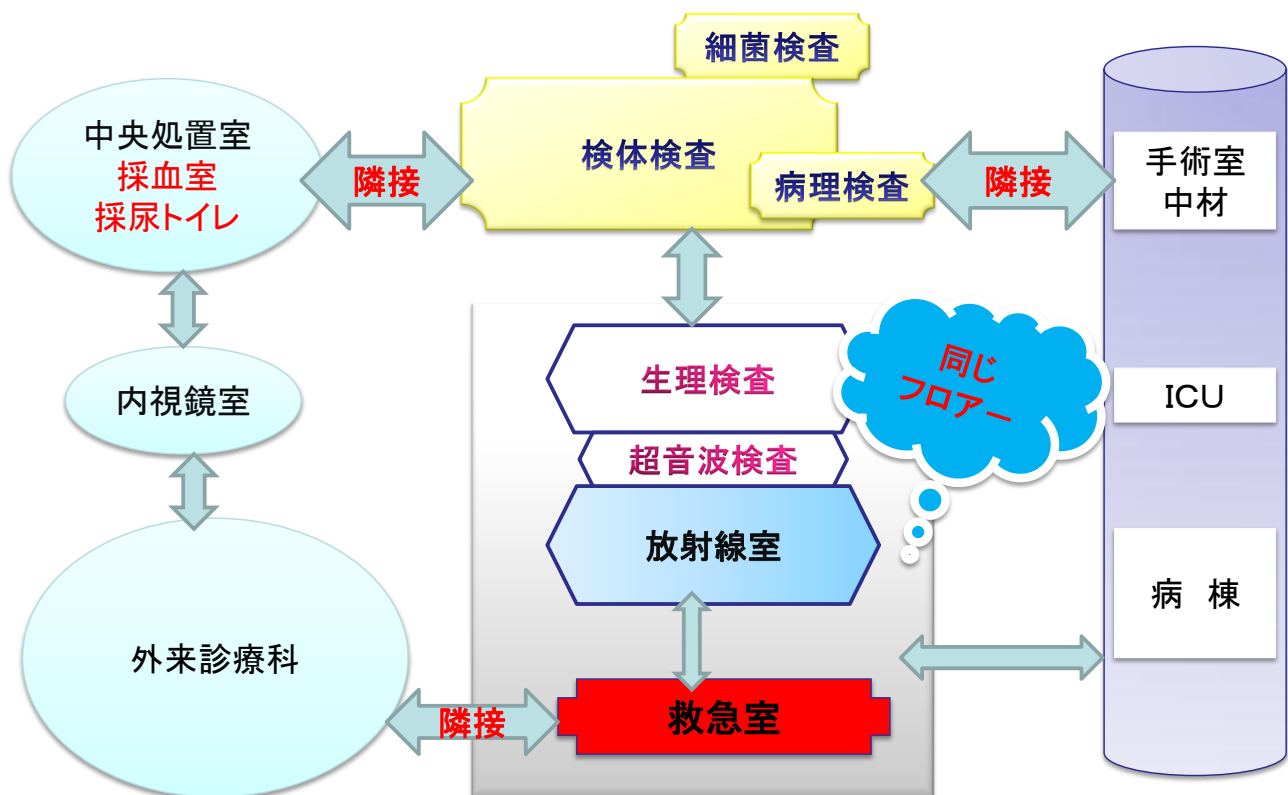 細菌検査
中央処置室
採血室
採尿トイレ
隣接
検体検査
病理検査
隣接
手術室
中材
生理検査
同じ
フロアー
内視鏡室
ICU
超音波検査
放射線室
病 棟
外来診療科
隣接
救急室